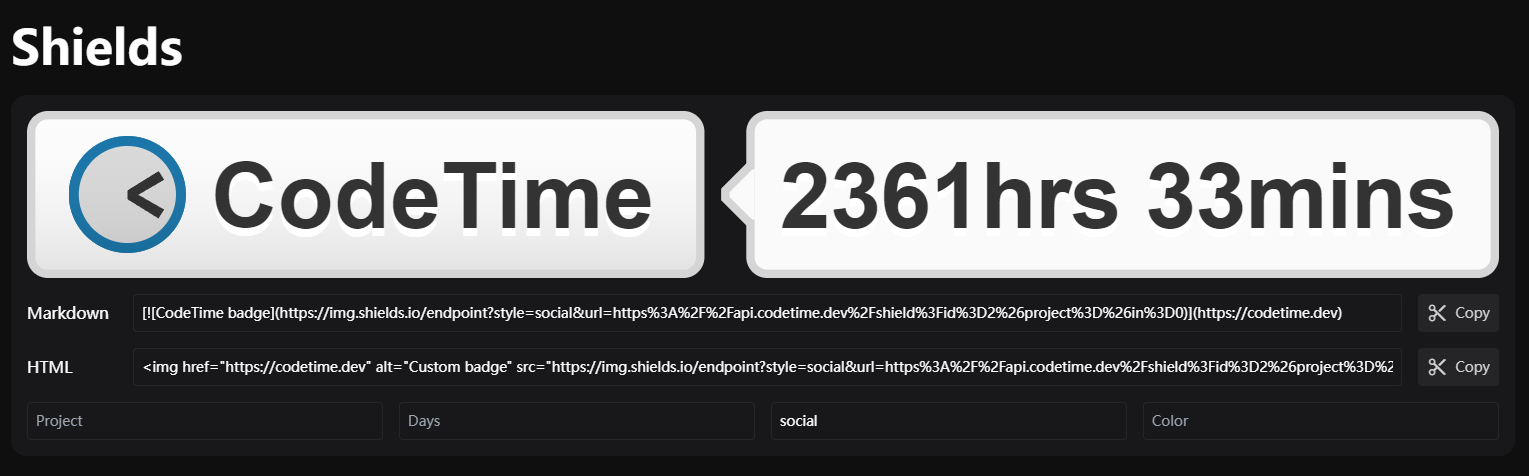 Shields
CodeTime
2361hrs 33mins
Markdown
[![CodeTime badge](https://img.shields.io/endpoint?style=social&url=https%3A%2F%2Fapi.codetime.dev%2Fshield%3Fid%3D2%26project%3D%26in%3D0)](https://codetime.dev)
Copy
HTML
<img href="https://codetime.dev" alt="Custom badge" src="https://img.shields.io/endpoint?style=social&url=https%3A%2F%2Fapi.codetime.dev%2Fshield%3Fid%3D2%26project%3D%2
Copy
Project
Days
social
Color